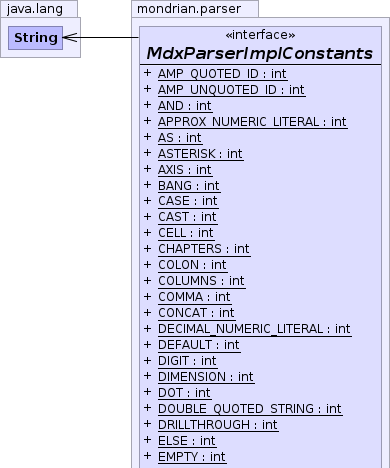 java.lang
String
mondrian.parser
«interface»
MdxParserImplConstants
+ AMP_QUOTED_ID : int
+ AMP_UNQUOTED_ID : int
+ AND : int
+ APPROX_NUMERIC_LITERAL : int
+ AS : int
+ ASTERISK : int
+ AXIS : int
+ BANG : int
+ CASE : int
+ CAST : int
+ CELL : int
+ CHAPTERS : int
+ COLON : int
+ COLUMNS : int
+ COMMA : int
+ CONCAT : int
+ DECIMAL_NUMERIC_LITERAL : int
+ DEFAULT : int
+ DIGIT : int
+ DIMENSION : int
+ DOT : int
+ DOUBLE_QUOTED_STRING : int
+ DRILLTHROUGH : int
+ ELSE : int
+ EMPTY : int